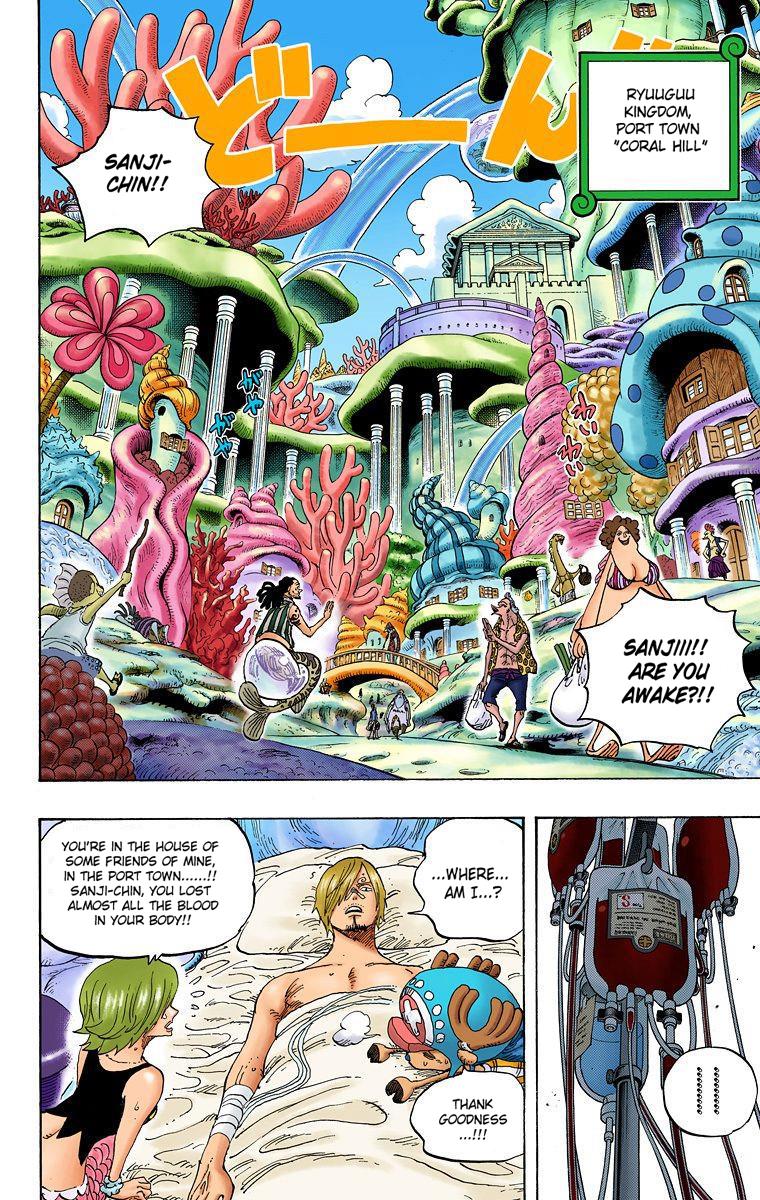 RYUUGUU
KINGDOM,
PORT TOWN
"CORAL HILL"
どーん
SANJI-
CHIN!!
SANJIII!!
ARE YOU
AWAKE?!!
YOU'RE IN THE HOUSE OF
SOME FRIENDS OF MINE,
IN THE PORT TOWN......!!
SANJI-CHIN, YOU LOST
ALMOST ALL THE BLOOD
IN YOUR BODY!!
...WHERE...
AM I...?
THANK
GOODNESS
...!!!
S